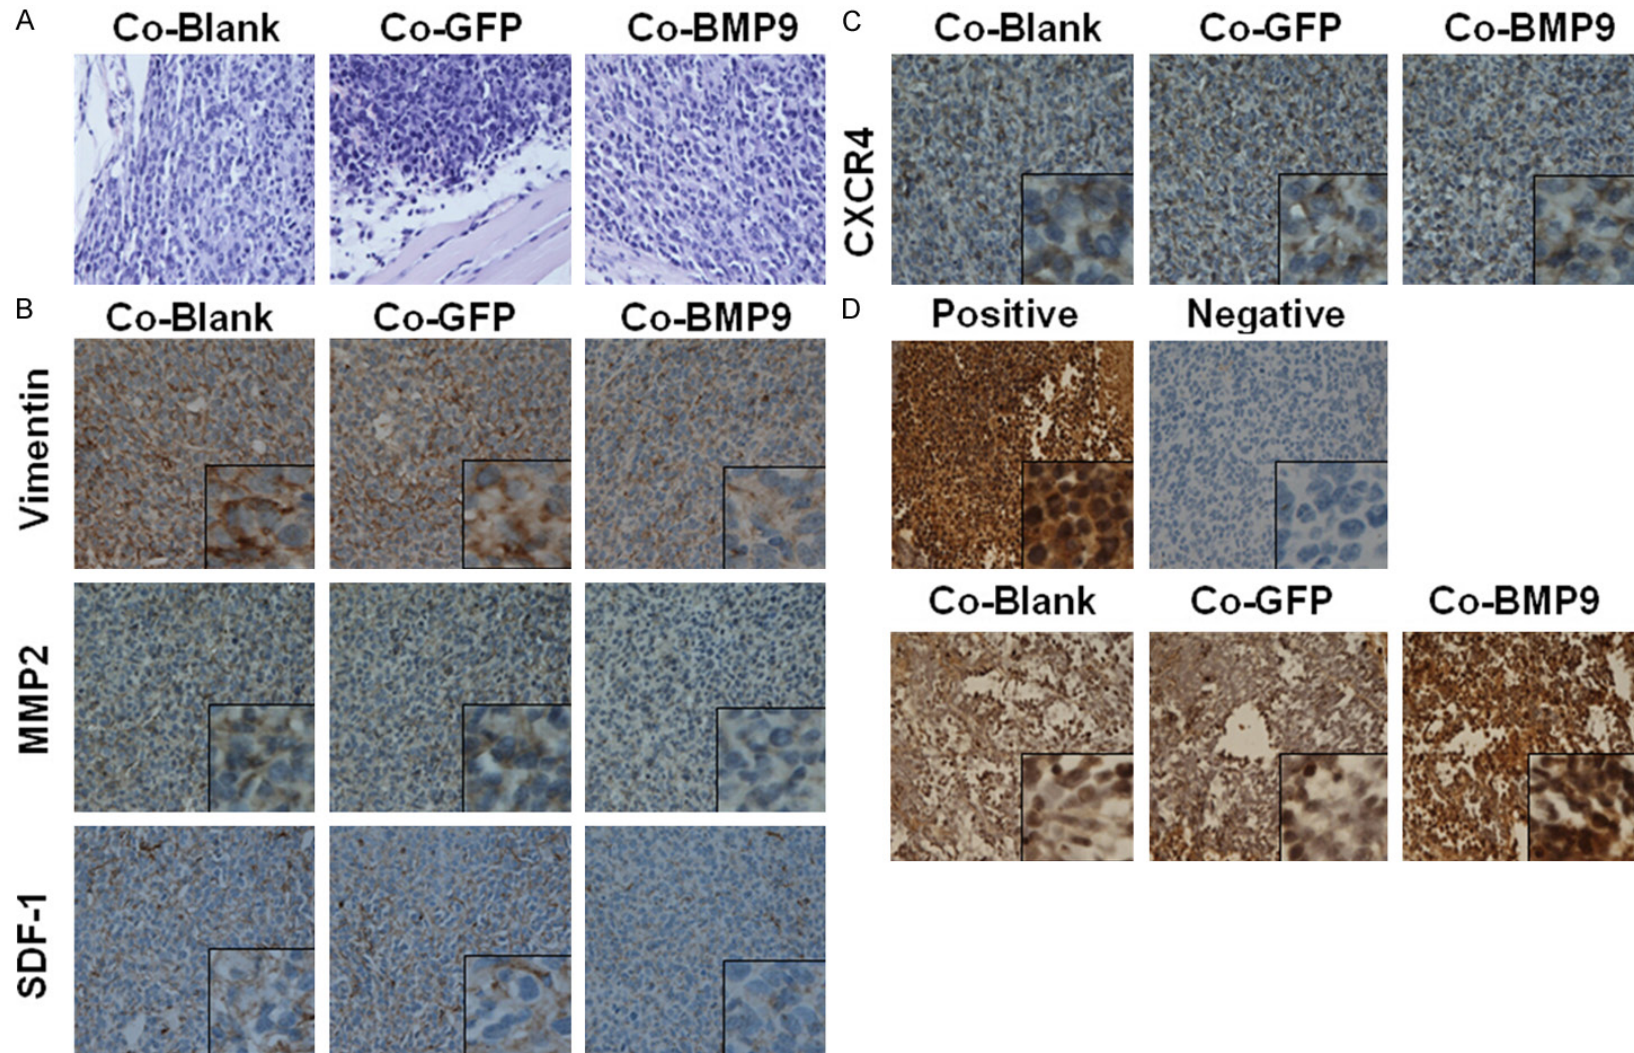 A
Co-Blank Co-GFP Co-BMP9
B
Co-Blank Co-GFP Co-BMP9
Vimentin
MMP2
SDF-1
C
Co-Blank Co-GFP Co-BMP9
CXCR4
D
Positive Negative
Co-Blank Co-GFP Co-BMP9